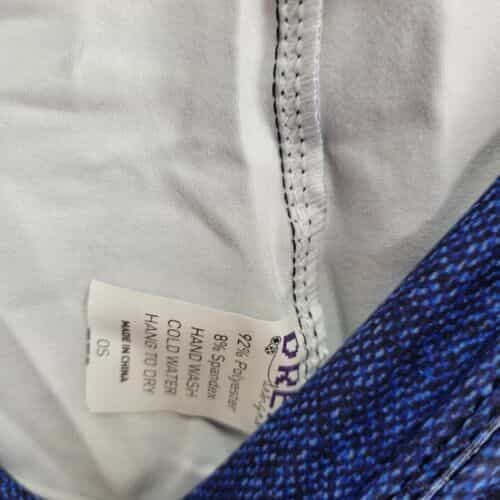 92% Polyester
8% Spandex
HAND WASH
COLD WATER
HANG TO DRY
OS
MADE IN CHINA